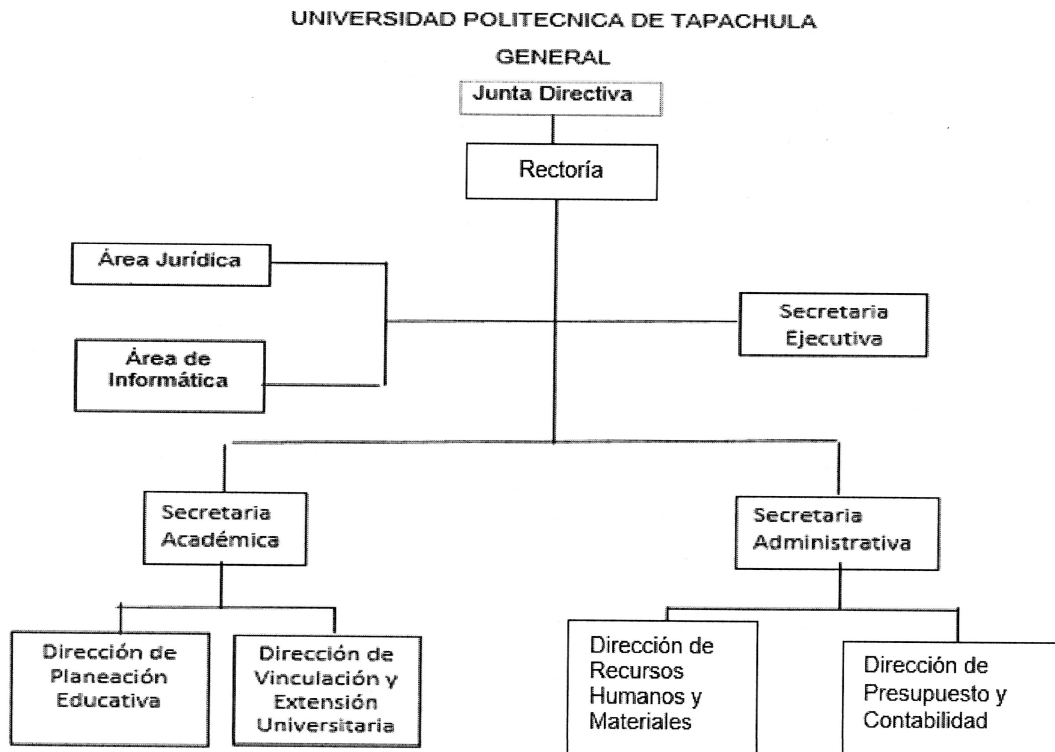 UNIVERSIDAD POLITECNICA DE TAPACHULA
GENERAL
Junta Directiva
Rectoría
Área Jurídica
Secretaria
Ejecutiva
Área de
Informática
Secretaria
Académica
Secretaria
Administrativa
Dirección de
Planeación
Educativa
Dirección de
Vinculación y
Extensión
Universitaria
Dirección de
Recursos
Humanos y
Materiales
Dirección de
Presupuesto y
Contabilidad